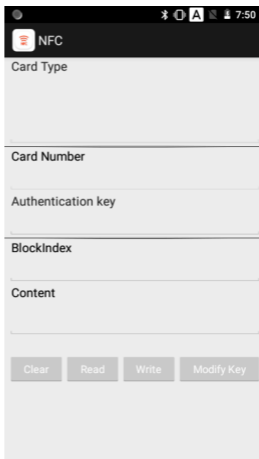 A 7:50
NFC
Card Type
Card Number
Authentication key
BlockIndex
Content
Clear Read Write Modify Key